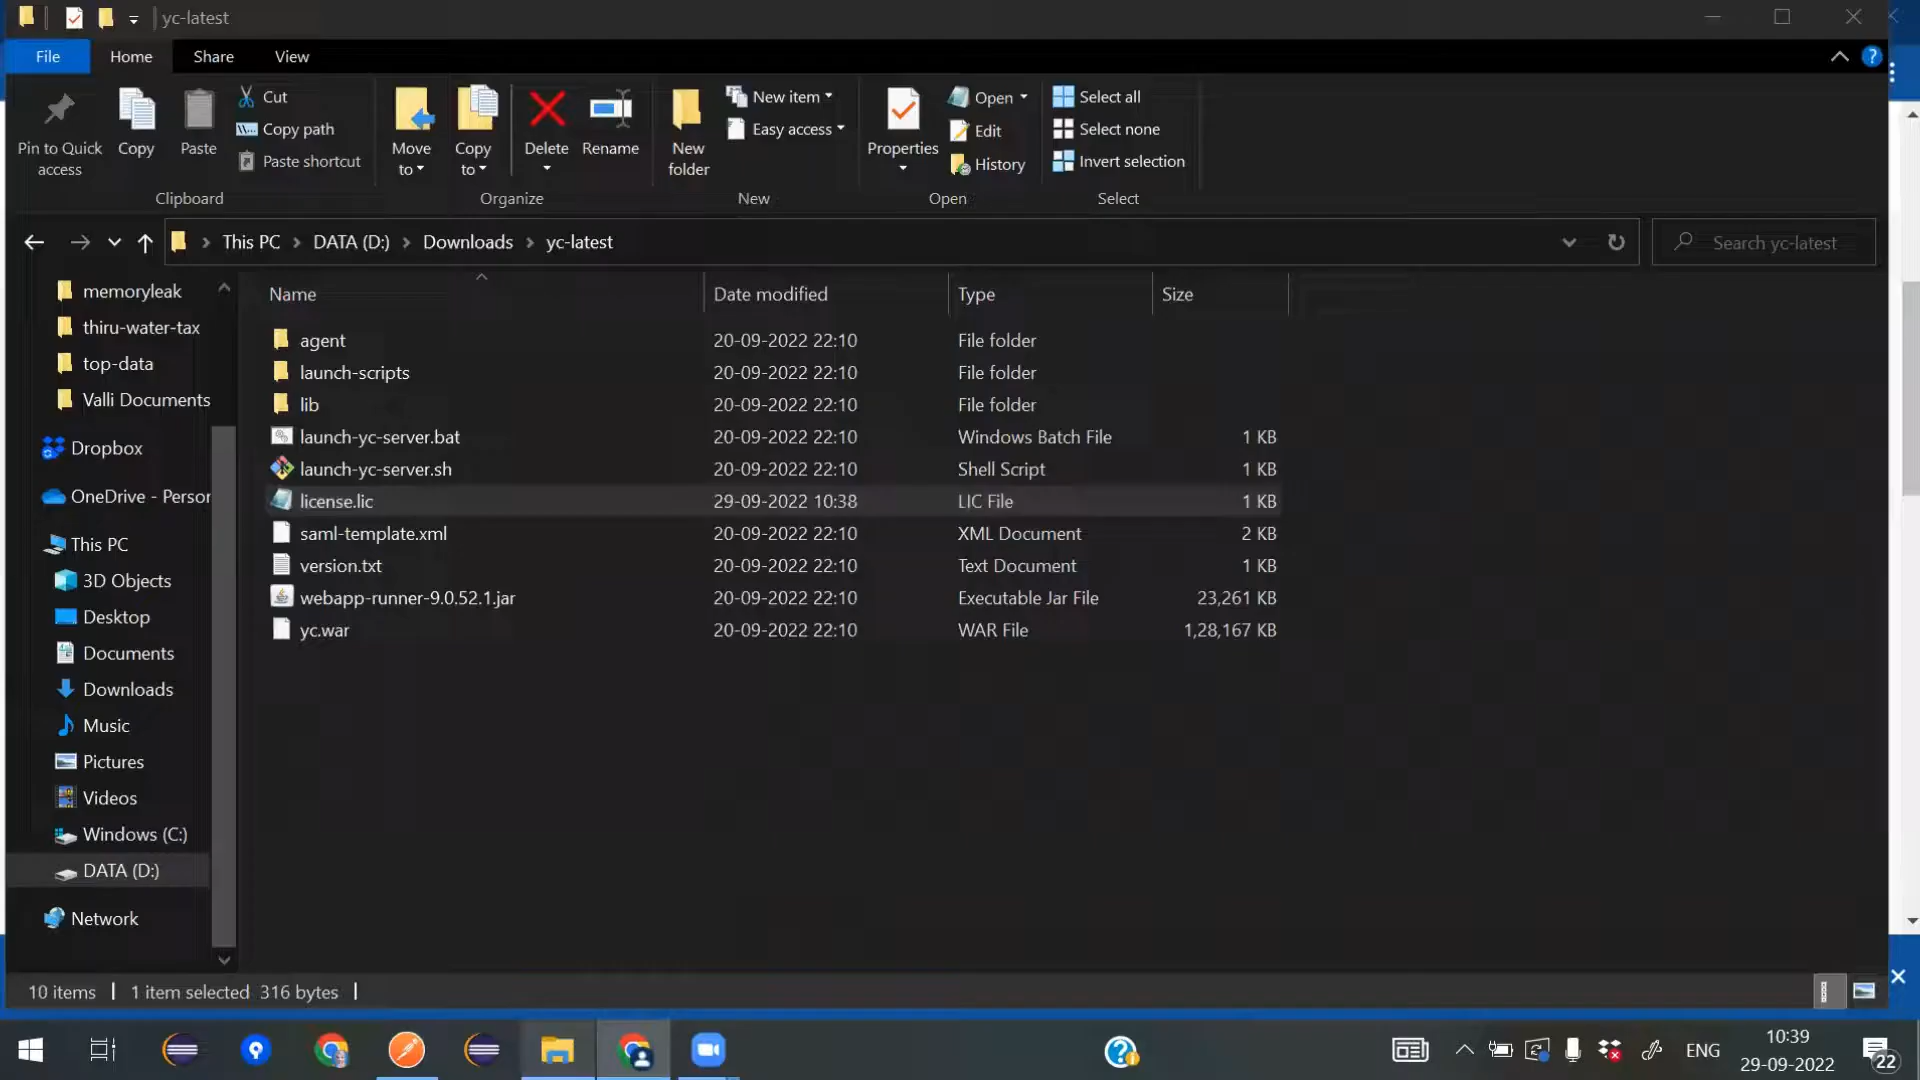 yc-latest
File
Home
Share
View
Pin to Quick access
Copy
Paste
Cut
Copy path
Paste shortcut
Clipboard
Move to
Copy to
Delete
Rename
Organize
New folder
New item
Easy access
New
Properties
Open
Edit
History
Open
Select all
Select none
Invert selection
Select
This PC > DATA (D:) > Downloads > yc-latest
Search yc-latest
memoryleak
thiru-water-tax
top-data
Valli Documents
Dropbox
OneDrive - Person
This PC
3D Objects
Desktop
Documents
Downloads
Music
Pictures
Videos
Windows (C:)
DATA (D:)
Network
Name Date modified Type Size
agent 20-09-2022 22:10 File folder
launch-scripts 20-09-2022 22:10 File folder
lib 20-09-2022 22:10 File folder
launch-yc-server.bat 20-09-2022 22:10 Windows Batch File 1 KB
launch-yc-server.sh 20-09-2022 22:10 Shell Script 1 KB
license.lic 29-09-2022 10:38 LIC File 1 KB
saml-template.xml 20-09-2022 22:10 XML Document 2 KB
version.txt 20-09-2022 22:10 Text Document 1 KB
webapp-runner-9.0.52.1.jar 20-09-2022 22:10 Executable Jar File 23,261 KB
yc.war 20-09-2022 22:10 WAR File 1,28,167 KB
10 items 1 item selected 316 bytes
ENG
10:39
29-09-2022
22